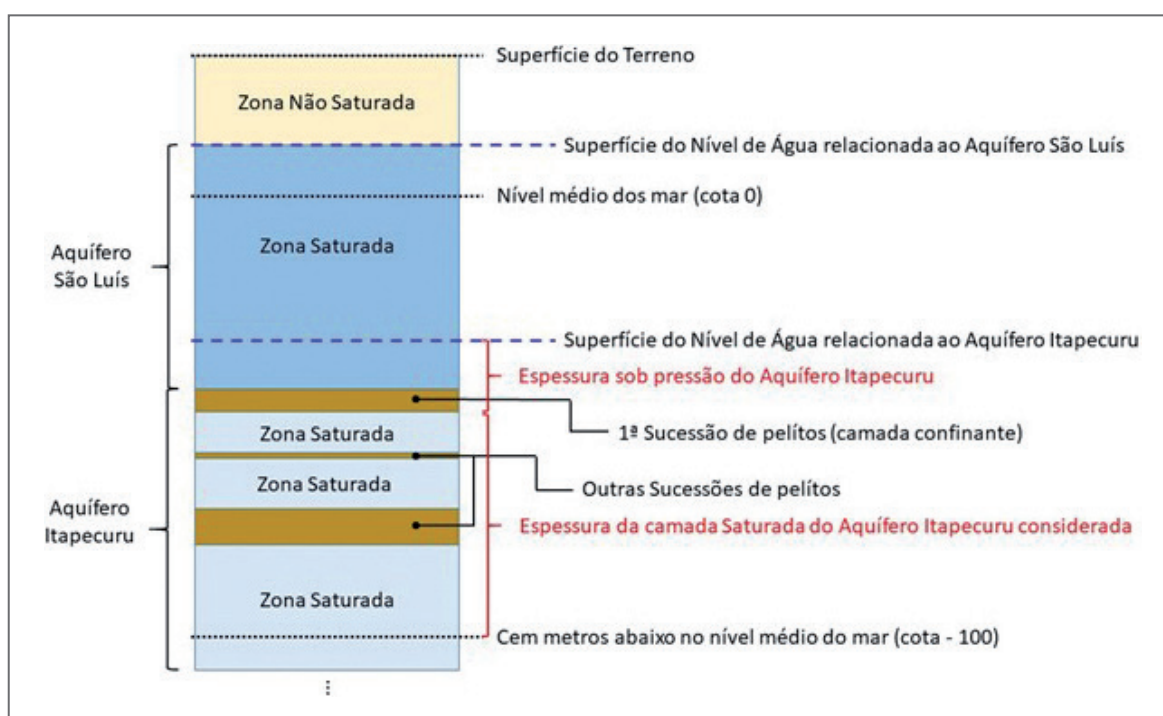 Superfície do Terreno
Zona Não Saturada
Superfície do Nível de Água relacionada ao Aquífero São Luís
Nível médio dos mar (cota 0)
Zona Saturada
Aquífero
São Luís
Superfície do Nível de Água relacionada ao Aquífero Itapecuru
Espessura sob pressão do Aquífero Itapecuru
1ª Sucessão de pelítos (camada confinante)
Zona Saturada
Zona Saturada
Outras Sucessões de pelítos
Aquífero
Itapecuru
Espessura da camada Saturada do Aquífero Itapecuru considerada
Zona Saturada
Cem metros abaixo no nível médio do mar (cota - 100)